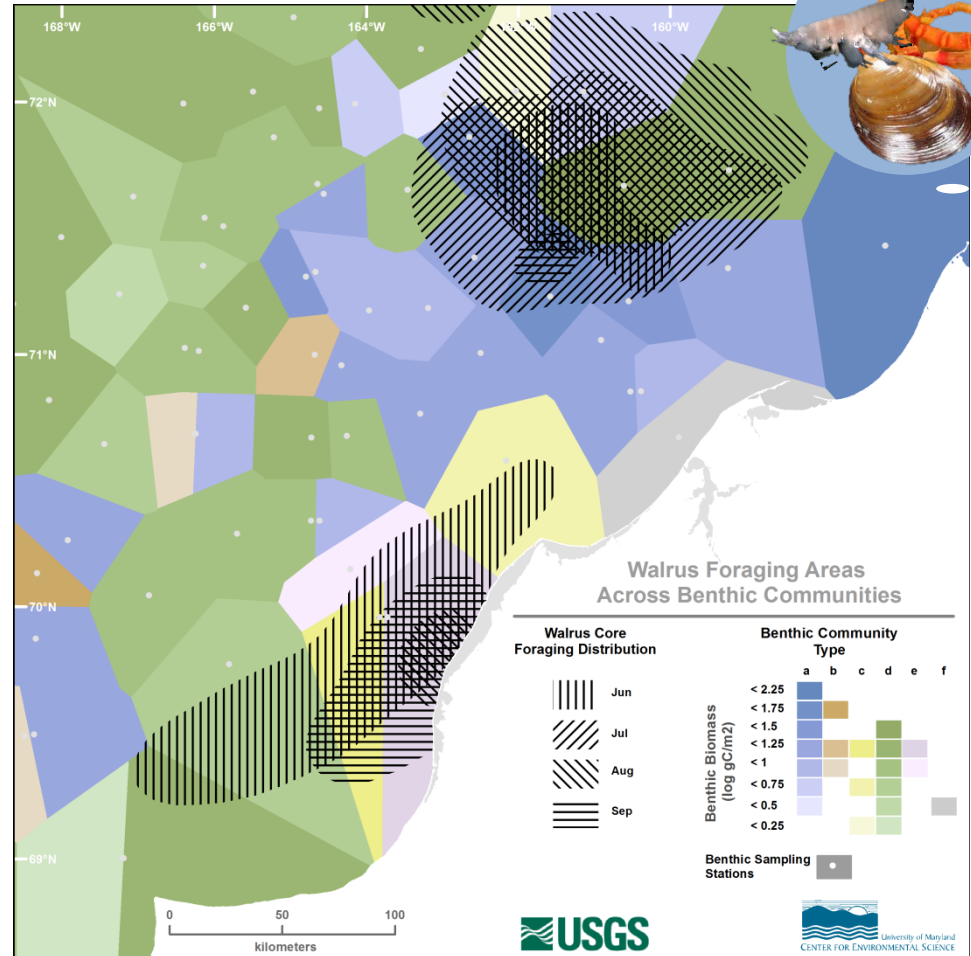 168°W
166°W
164°W
160°W
72°N
71°N
70°N
69°N
Walrus Foraging Areas
Across Benthic Communities
Walrus Core
Foraging Distribution
Jun
Jul
Aug
Sep
Benthic Community
Type
a b c d e f
Benthic Biomass
(log gC/m2)
< 2.25
< 1.75
< 1.5
< 1.25
< 1
< 0.75
< 0.5
< 0.25
Benthic Sampling
Stations
0 50 100
kilometers
USGS
University of Maryland
CENTER FOR ENVIRONMENTAL SCIENCE